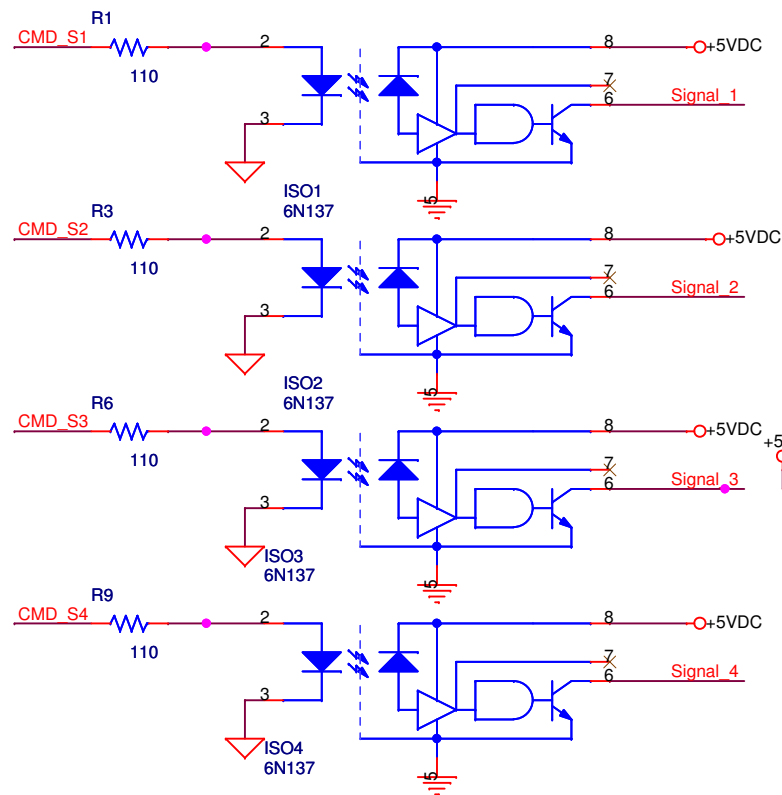 R1
CMD_S1
110
2
3
8
+5VDC
7
6
Signal_1
5
ISO1
6N137
R3
CMD_S2
110
2
3
8
+5VDC
7
6
Signal_2
5
ISO2
6N137
R6
CMD_S3
110
2
3
8
+5VDC
+5
7
6
Signal_3
5
ISO3
6N137
R9
CMD_S4
110
2
3
8
+5VDC
7
6
Signal_4
5
ISO4
6N137